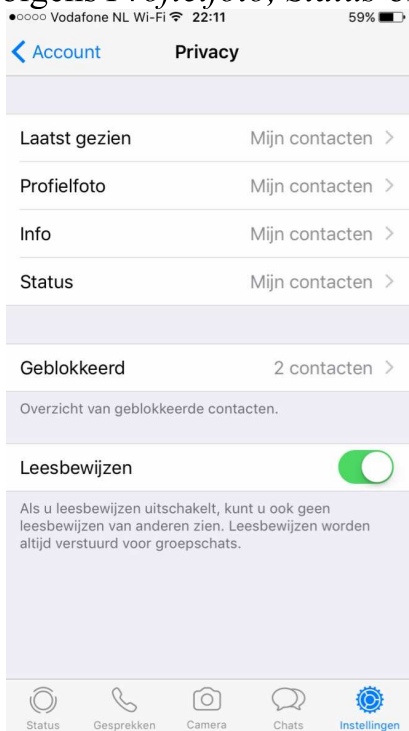 Profielfoto, Status
Vodafone NL Wi-Fi 22:11 59%
Account Privacy
Laatst gezien Mijn contacten
Profielfoto Mijn contacten
Info Mijn contacten
Status Mijn contacten
Geblokkeerd 2 contacten
Overzicht van geblokkeerde contacten.
Leesbewijzen
Als u leesbewijzen uitschakelt, kunt u ook geen
leesbewijzen van anderen zien. Leesbewijzen worden
altijd verstuurd voor groepschats.
Status Gesprekken Camera Chats Instellingen